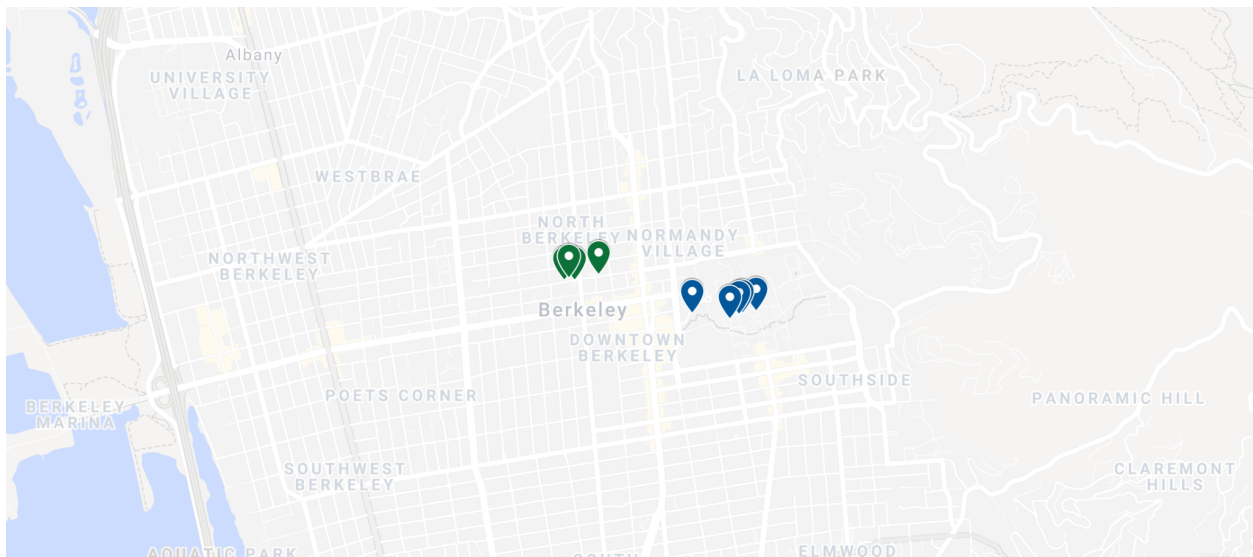 Albany
UNIVERSITY
VILLAGE
LA LOMA PARK
WESTBRAE
NORTH
BERKELEY
NORMANDY
VILLAGE
NORTHWEST
BERKELEY
Berkeley
DOWNTOWN
BERKELEY
POETS CORNER
SOUTHSIDE
BERKELEY
MARINA
PANORAMIC HILL
SOUTHWEST
BERKELEY
CLAREMONT
HILLS
AQUATIC PARK
SOUTH
ELMWOOD